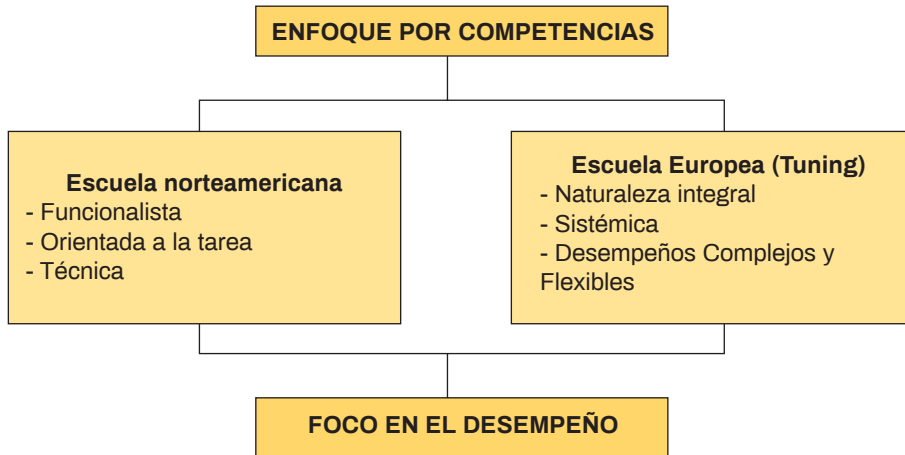 ENFOQUE POR COMPETENCIAS
Escuela norteamericana
- Funcionalista
- Orientada a la tarea
- Técnica
Escuela Europea (Tuning)
- Naturaleza integral
- Sistémica
- Desempeños Complejos y
Flexibles
FOCO EN EL DESEMPEÑO